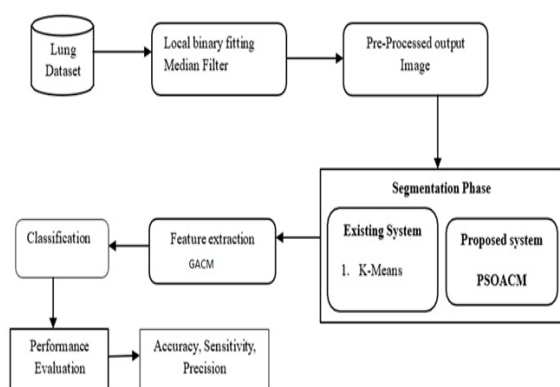 Lung
Dataset
Local binary fitting
Median Filter
Pre-Processed output
Image
Segmentation Phase
Existing System
1. K-Means
Proposed system
PSOACM
Feature extraction
GACM
Classification
Performance
Evaluation
Accuracy, Sensitivity,
Precision